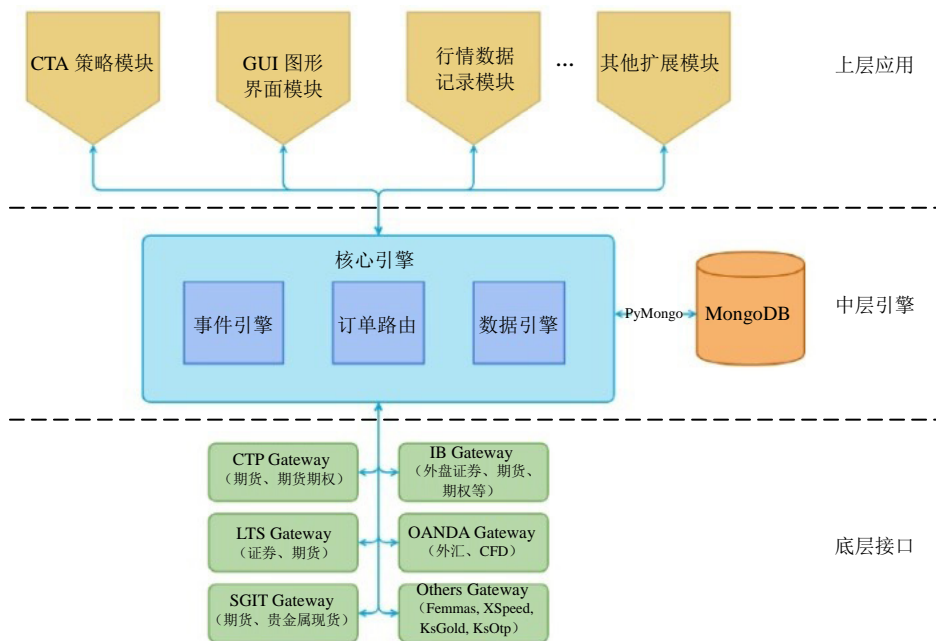 CTA 策略模块
GUI 图形
界面模块
行情数据
记录模块
…
其他扩展模块
上层应用
核心引擎
事件引擎
订单路由
数据引擎
PyMongo
MongoDB
中层引擎
CTP Gateway
（期货、期货期权）
IB Gateway
（外盘证券、期货、
期权等）
LTS Gateway
（证券、期货）
OANDA Gateway
（外汇、CFD）
底层接口
SGIT Gateway
（期货、贵金属现货）
Others Gateway
（Femmas, XSpeed,
KsGold, KsOtp）